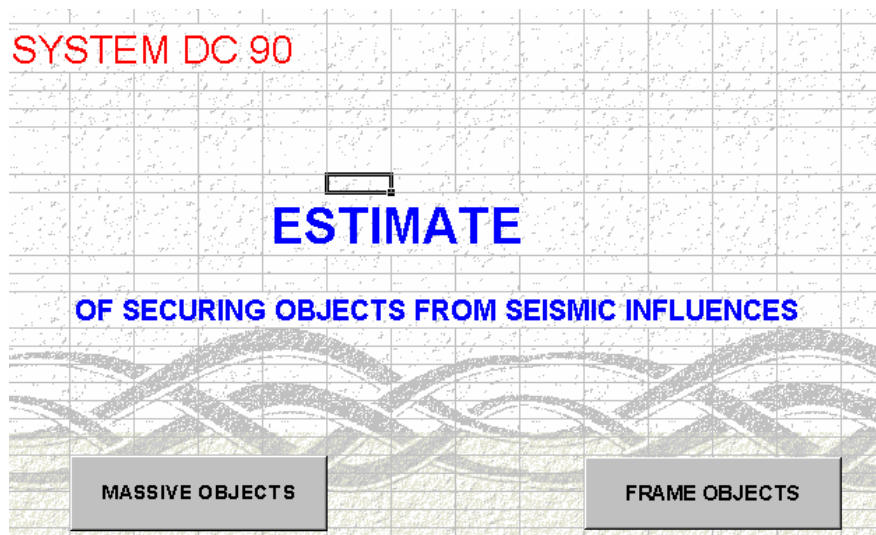 SYSTEM DC 90
ESTIMATE
OF SECURING OBJECTS FROM SEISMIC INFLUENCES
MASSIVE OBJECTS
FRAME OBJECTS